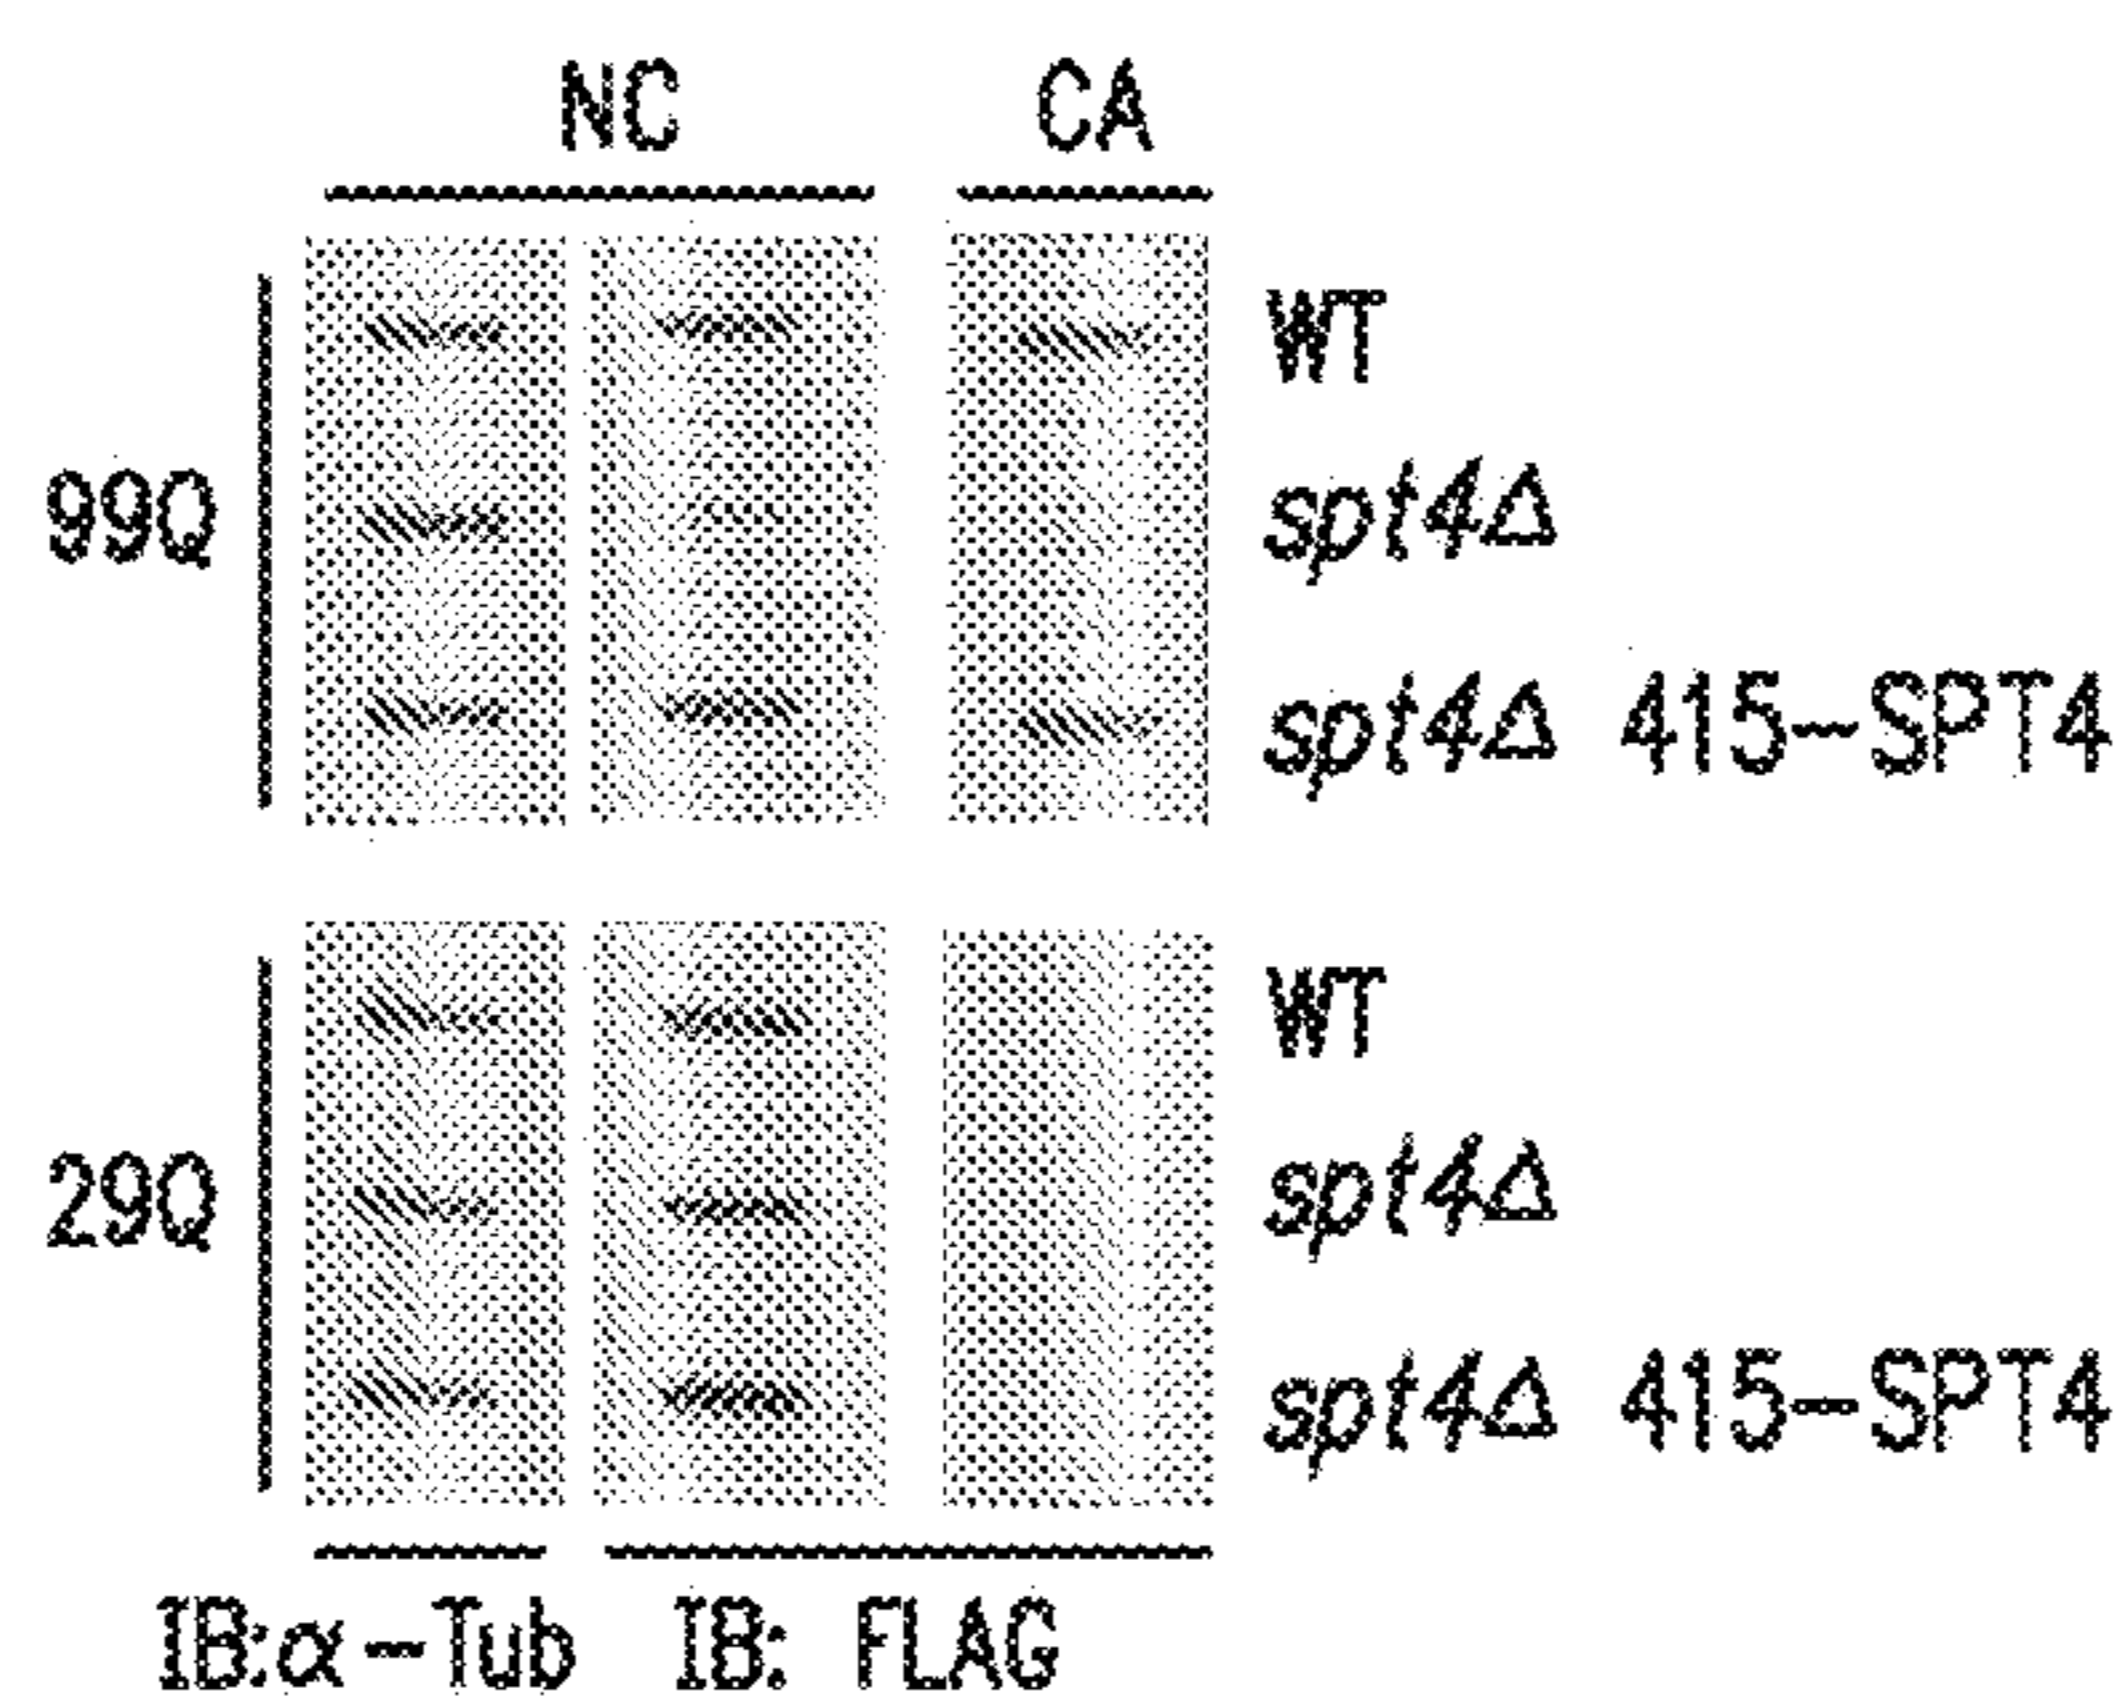 NC CA
99Q
WT
spt4Δ
spt4Δ 415-SPT4
29Q
WT
spt4Δ
spt4Δ 415-SPT4
IB:α-Tub IB: FLAG